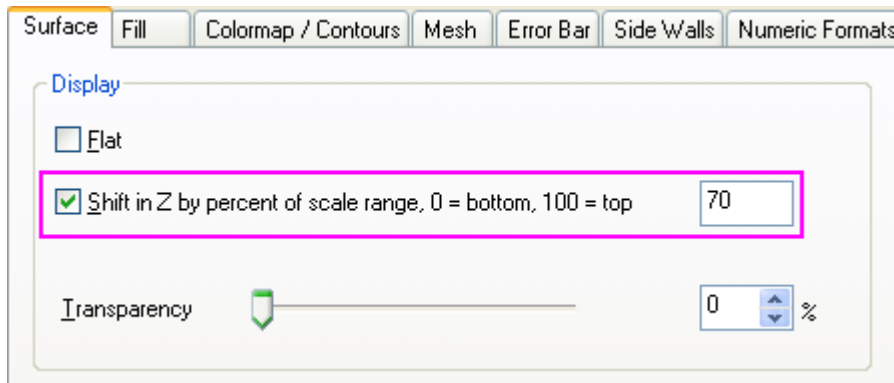 Surface Fill Colormap / Contours Mesh Error Bar Side Walls Numeric Formats
Display
Flat
Shift in Z by percent of scale range, 0 = bottom, 100 = top 70
Transparency 0 %